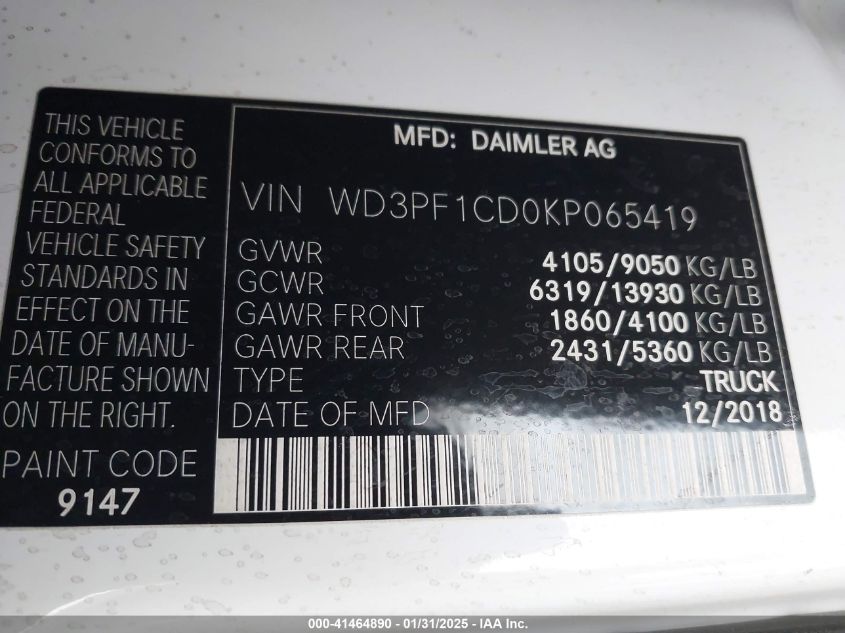 THIS VEHICLE
CONFORMS TO
ALL APPLICABLE
FEDERAL
VEHICLE SAFETY
STANDARDS IN
EFFECT ON THE
DATE OF MANU-
FACTURE SHOWN
ON THE RIGHT.
PAINT CODE
9147
MFD: DAIMLER AG
VIN WD3PF1CD0KP065419
GVWR 4105/9050 KG/LB
GCWR 6319/13930 KG/LB
GAWR FRONT 1860/4100 KG/LB
GAWR REAR 2431/5360 KG/LB
TYPE TRUCK
DATE OF MFD 12/2018
000-41464890 - 01/31/2025 - IAA Inc.